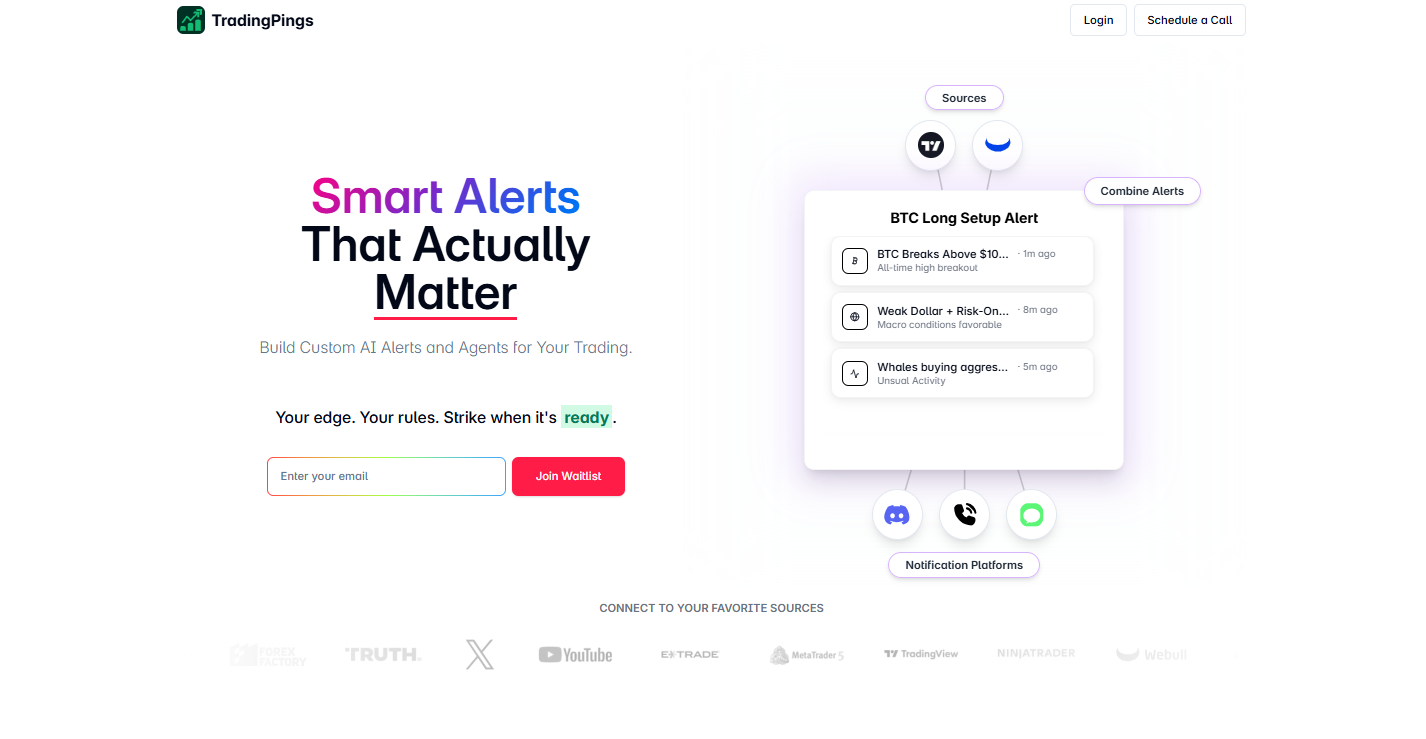 TradingPings
Login
Schedule a Call
Smart Alerts
That Actually
Matter
Build Custom AI Alerts and Agents for Your Trading.
Your edge. Your rules. Strike when it's ready.
Enter your email
Join Waitlist
Sources
Combine Alerts
BTC Long Setup Alert
BTC Breaks Above $10... · 1m ago
All-time high breakout
Weak Dollar + Risk-On... · 8m ago
Macro conditions favorable
Whales buying aggres... · 5m ago
Unsual Activity
Notification Platforms
CONNECT TO YOUR FAVORITE SOURCES
FOREX
FACTORY
TRUTH.
X
YouTube
E*TRADE
MetaTrader 5
TradingView
NINJATRADER
Webull